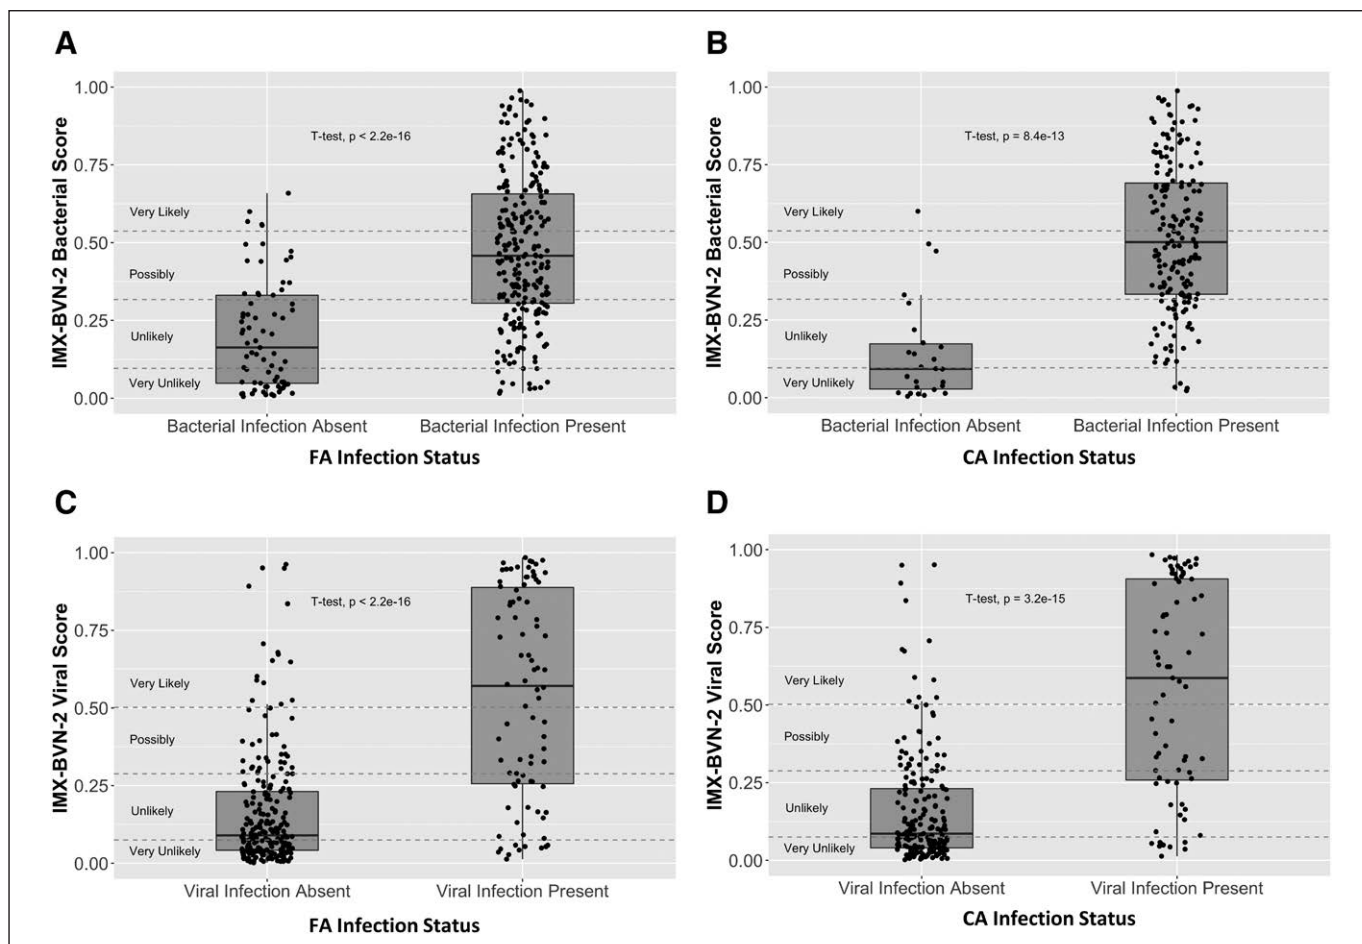 A
IMX-BVN-2 Bacterial Score
1.00
0.75
0.50
0.25
0.00
T-test, p < 2.2e-16
Very Likely
Possibly
Unlikely
Very Unlikely
Bacterial Infection Absent
Bacterial Infection Present
FA Infection Status
B
IMX-BVN-2 Bacterial Score
1.00
0.75
0.50
0.25
0.00
T-test, p = 8.4e-13
Very Likely
Possibly
Unlikely
Very Unlikely
Bacterial Infection Absent
Bacterial Infection Present
CA Infection Status
C
IMX-BVN-2 Viral Score
1.00
0.75
0.50
0.25
0.00
T-test, p < 2.2e-16
Very Likely
Possibly
Unlikely
Very Unlikely
Viral Infection Absent
Viral Infection Present
FA Infection Status
D
IMX-BVN-2 Viral Score
1.00
0.75
0.50
0.25
0.00
T-test, p = 3.2e-15
Very Likely
Possibly
Unlikely
Very Unlikely
Viral Infection Absent
Viral Infection Present
CA Infection Status